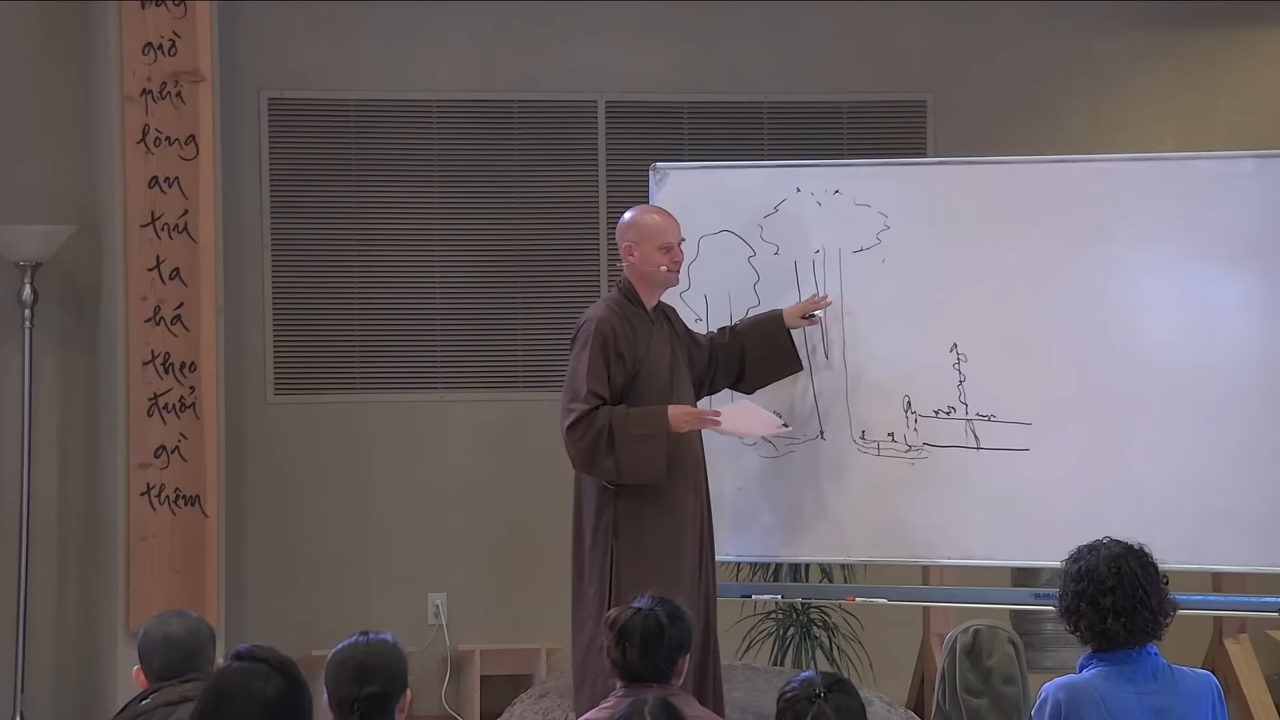 giờ
phải
lòng
an
trú
ta
há
theo
đuổi
gì
thêm